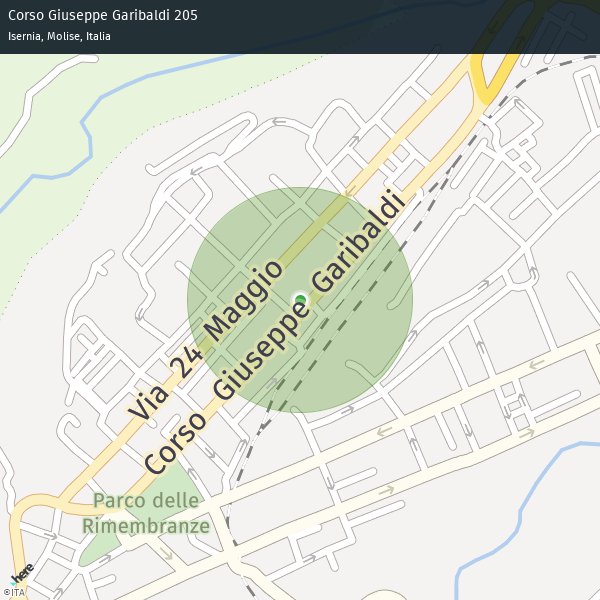 Corso Giuseppe Garibaldi 205
Isernia, Molise, Italia
Via 24 Maggio
Corso Giuseppe Garibaldi
Parco delle
Rimembranze
here
©ITA